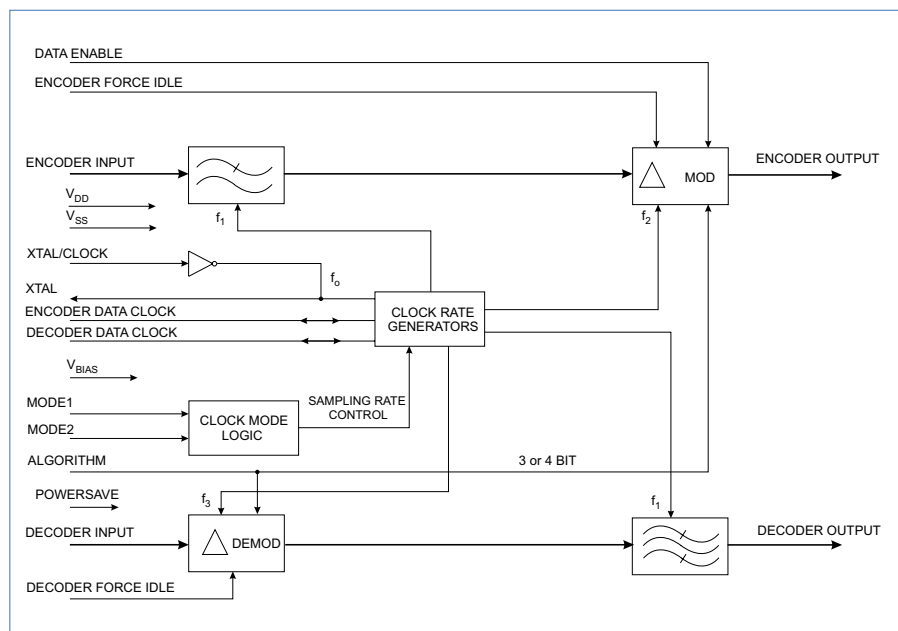 DATA ENABLE
ENCODER FORCE IDLE
ENCODER INPUT
MOD
ENCODER OUTPUT
VDD
VSS
f1
f2
XTAL/CLOCK
fo
XTAL
ENCODER DATA CLOCK
DECODER DATA CLOCK
CLOCK RATE
GENERATORS
VBIAS
MODE1
MODE2
CLOCK MODE
LOGIC
SAMPLING RATE
CONTROL
ALGORITHM
3 or 4 BIT
POWERSAVE
f3
f1
DECODER INPUT
DEMOD
DECODER OUTPUT
DECODER FORCE IDLE